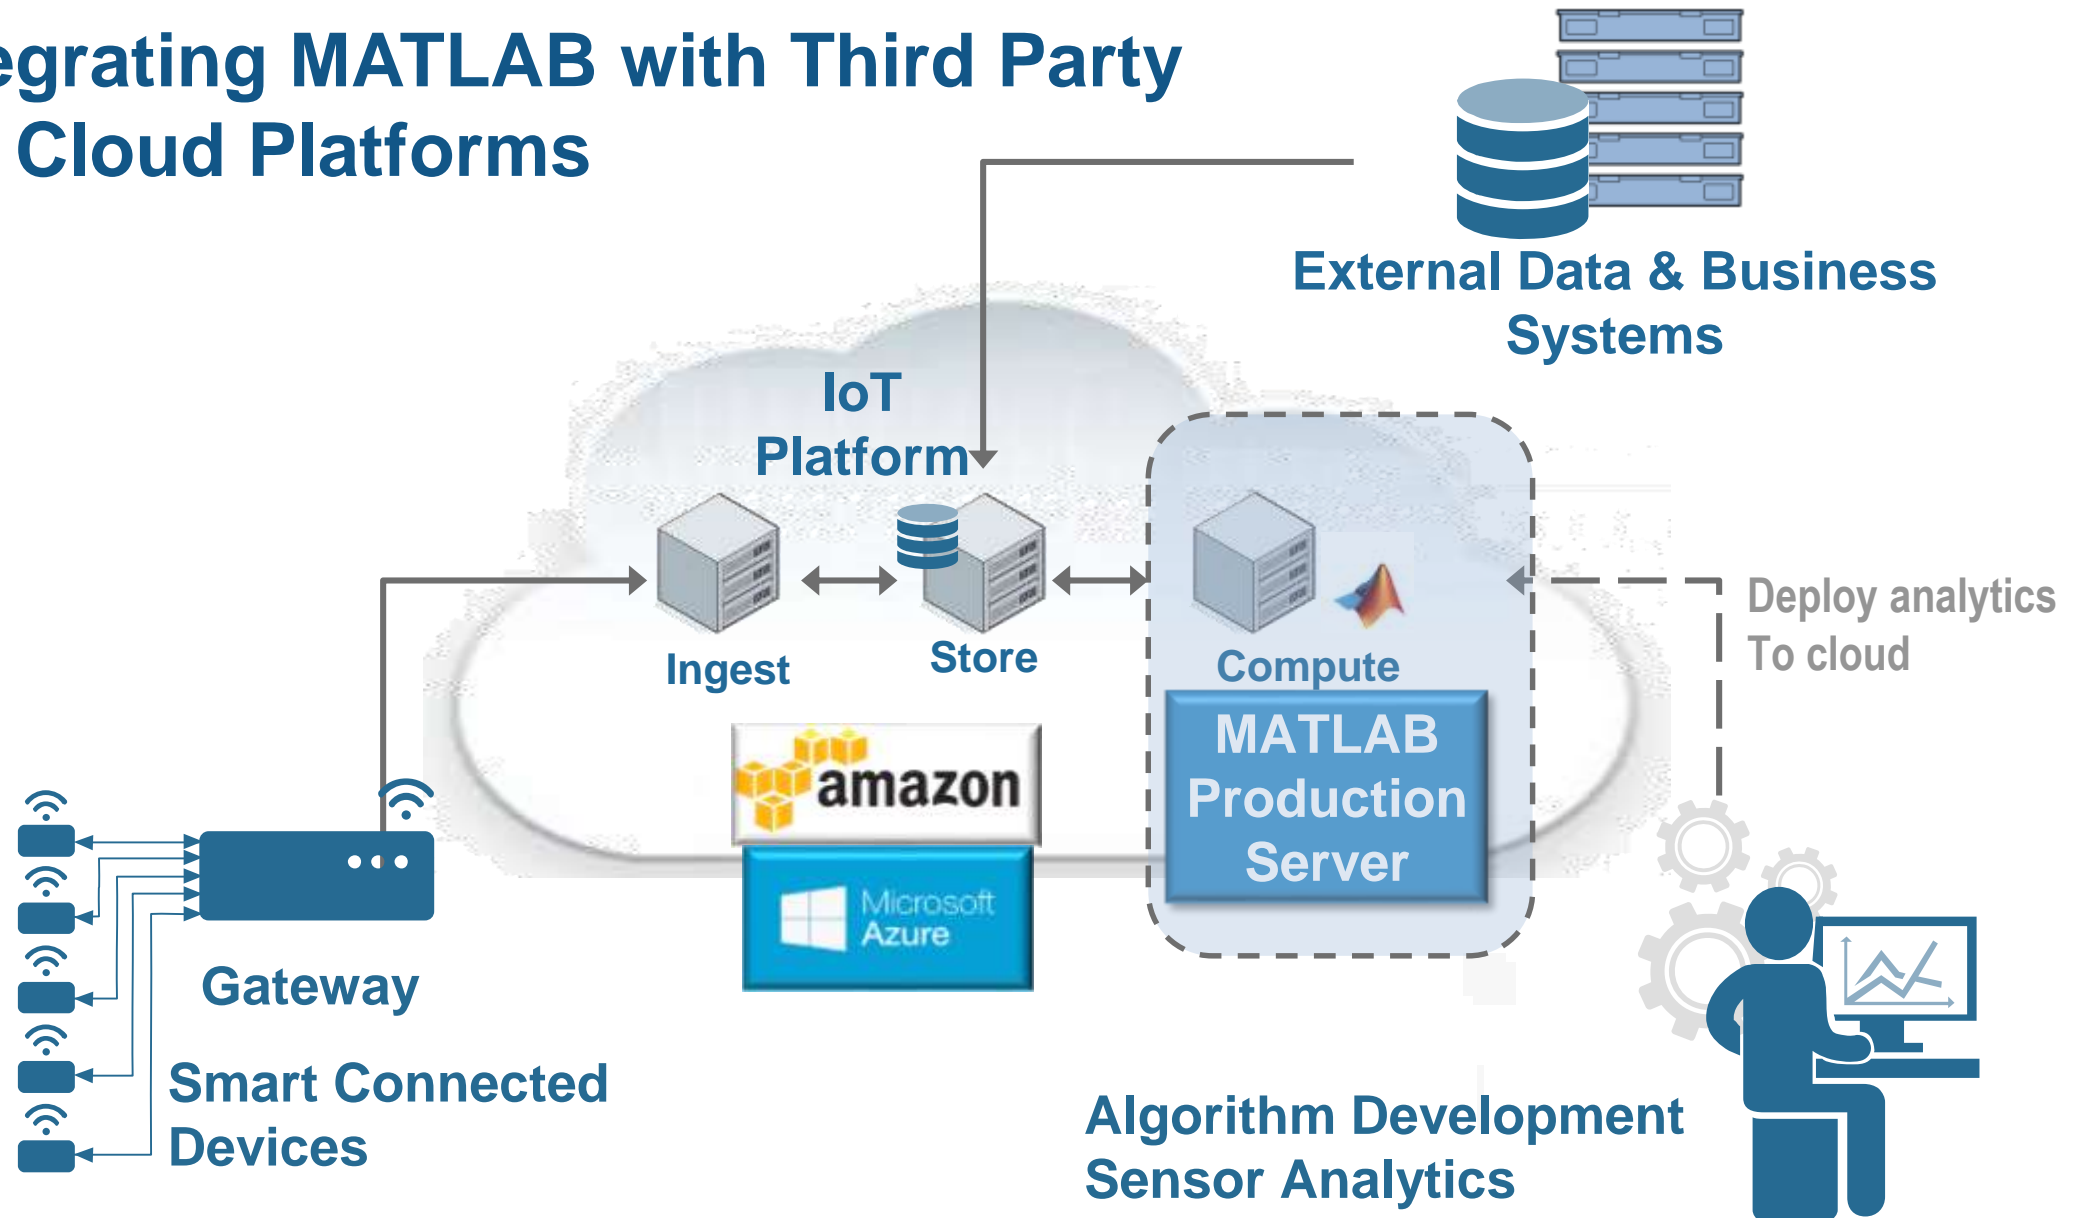 egrating MATLAB with Third Party
Cloud Platforms
External Data & Business
Systems
IoT
Platform
Ingest
Store
Compute
Deploy analytics
To cloud
amazon
Microsoft
Azure
MATLAB
Production
Server
Gateway
Smart Connected
Devices
Algorithm Development
Sensor Analytics